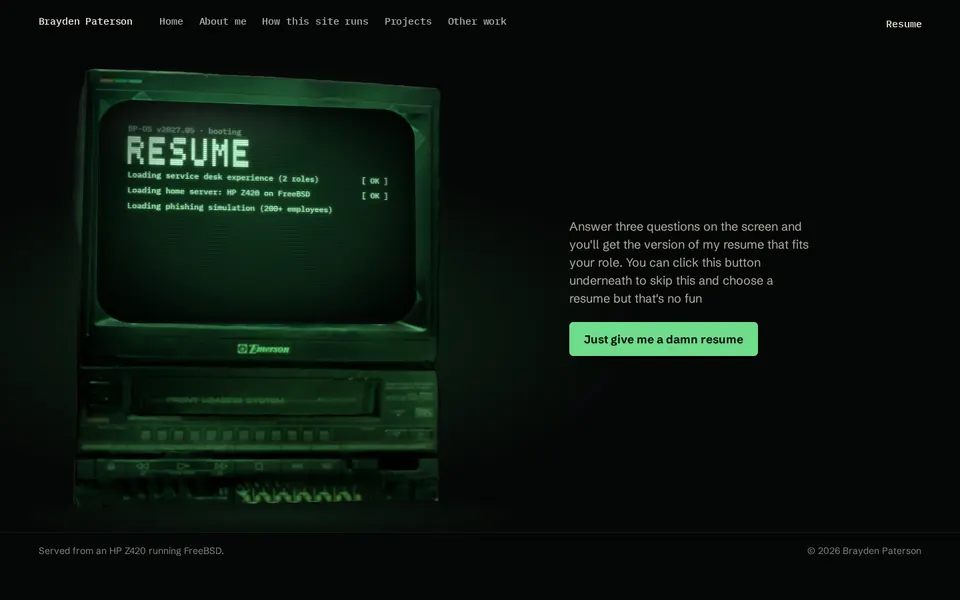 Brayden Paterson
Home
About me
How this site runs
Projects
Other work
Resume
BP-OS v2027.05 · booting
RESUME
Loading service desk experience (2 roles) [ OK ]
Loading home server: HP Z420 on FreeBSD [ OK ]
Loading phishing simulation (200+ employees)
Emerson
FRONT LOADING SYSTEM
Answer three questions on the screen and
you'll get the version of my resume that fits
your role. You can click this button
underneath to skip this and choose a
resume but that's no fun
Just give me a damn resume
Served from an HP Z420 running FreeBSD.
© 2026 Brayden Paterson